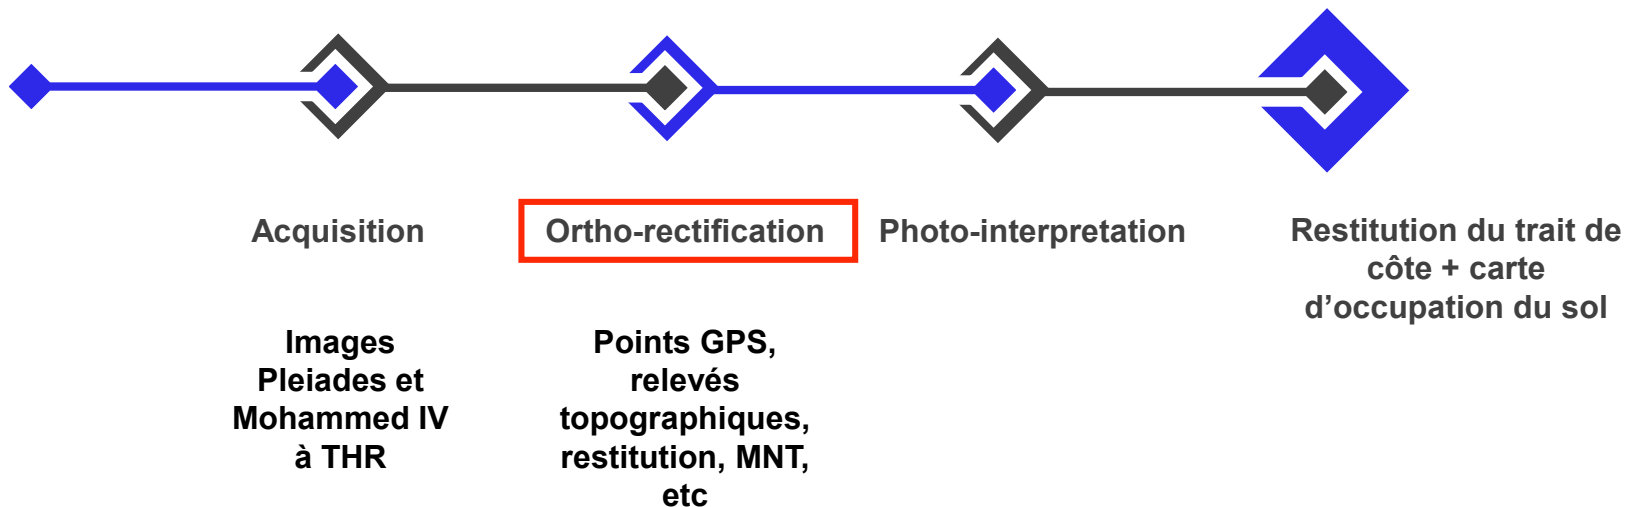 Acquisition
Ortho-rectification
Photo-interpretation
Restitution du trait de
côte + carte
d’occupation du sol
Images
Pleiades et
Mohammed IV
à THR
Points GPS,
relevés
topographiques,
restitution, MNT,
etc